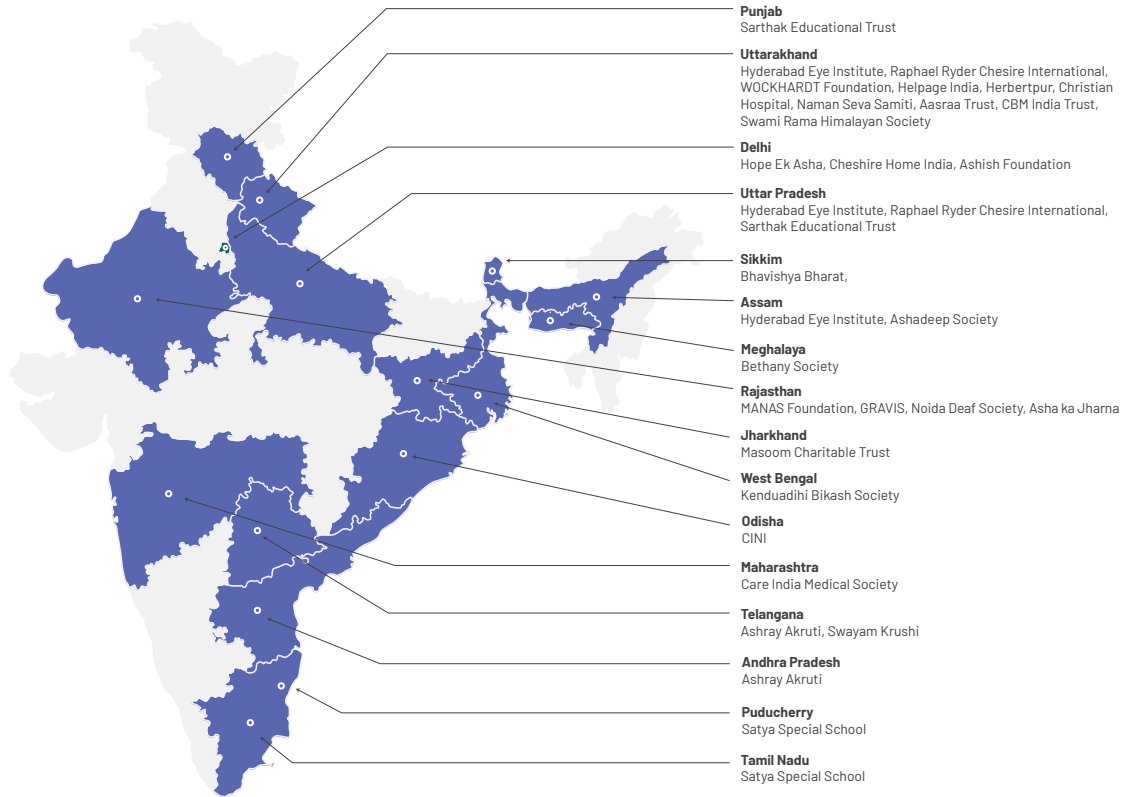 Punjab
Sarthak Educational Trust
Uttarakhand
Hyderabad Eye Institute, Raphael Ryder Chesire International,
WOCKHARDT Foundation, Helpage India, Herbertpur, Christian
Hospital, Naman Seva Samiti, Aasraa Trust, CBM India Trust,
Swami Rama Himalayan Society
Delhi
Hope Ek Asha, Cheshire Home India, Ashish Foundation
Uttar Pradesh
Hyderabad Eye Institute, Raphael Ryder Chesire International,
Sarthak Educational Trust
Sikkim
Bhavishya Bharat,
Assam
Hyderabad Eye Institute, Ashadeep Society
Meghalaya
Bethany Society
Rajasthan
MANAS Foundation, GRAVIS, Noida Deaf Society, Asha ka Jharna
Jharkhand
Masoom Charitable Trust
West Bengal
Kenduadihi Bikash Society
Odisha
CINI
Maharashtra
Care India Medical Society
Telangana
Ashray Akruti, Swayam Krushi
Andhra Pradesh
Ashray Akruti
Puducherry
Satya Special School
Tamil Nadu
Satya Special School